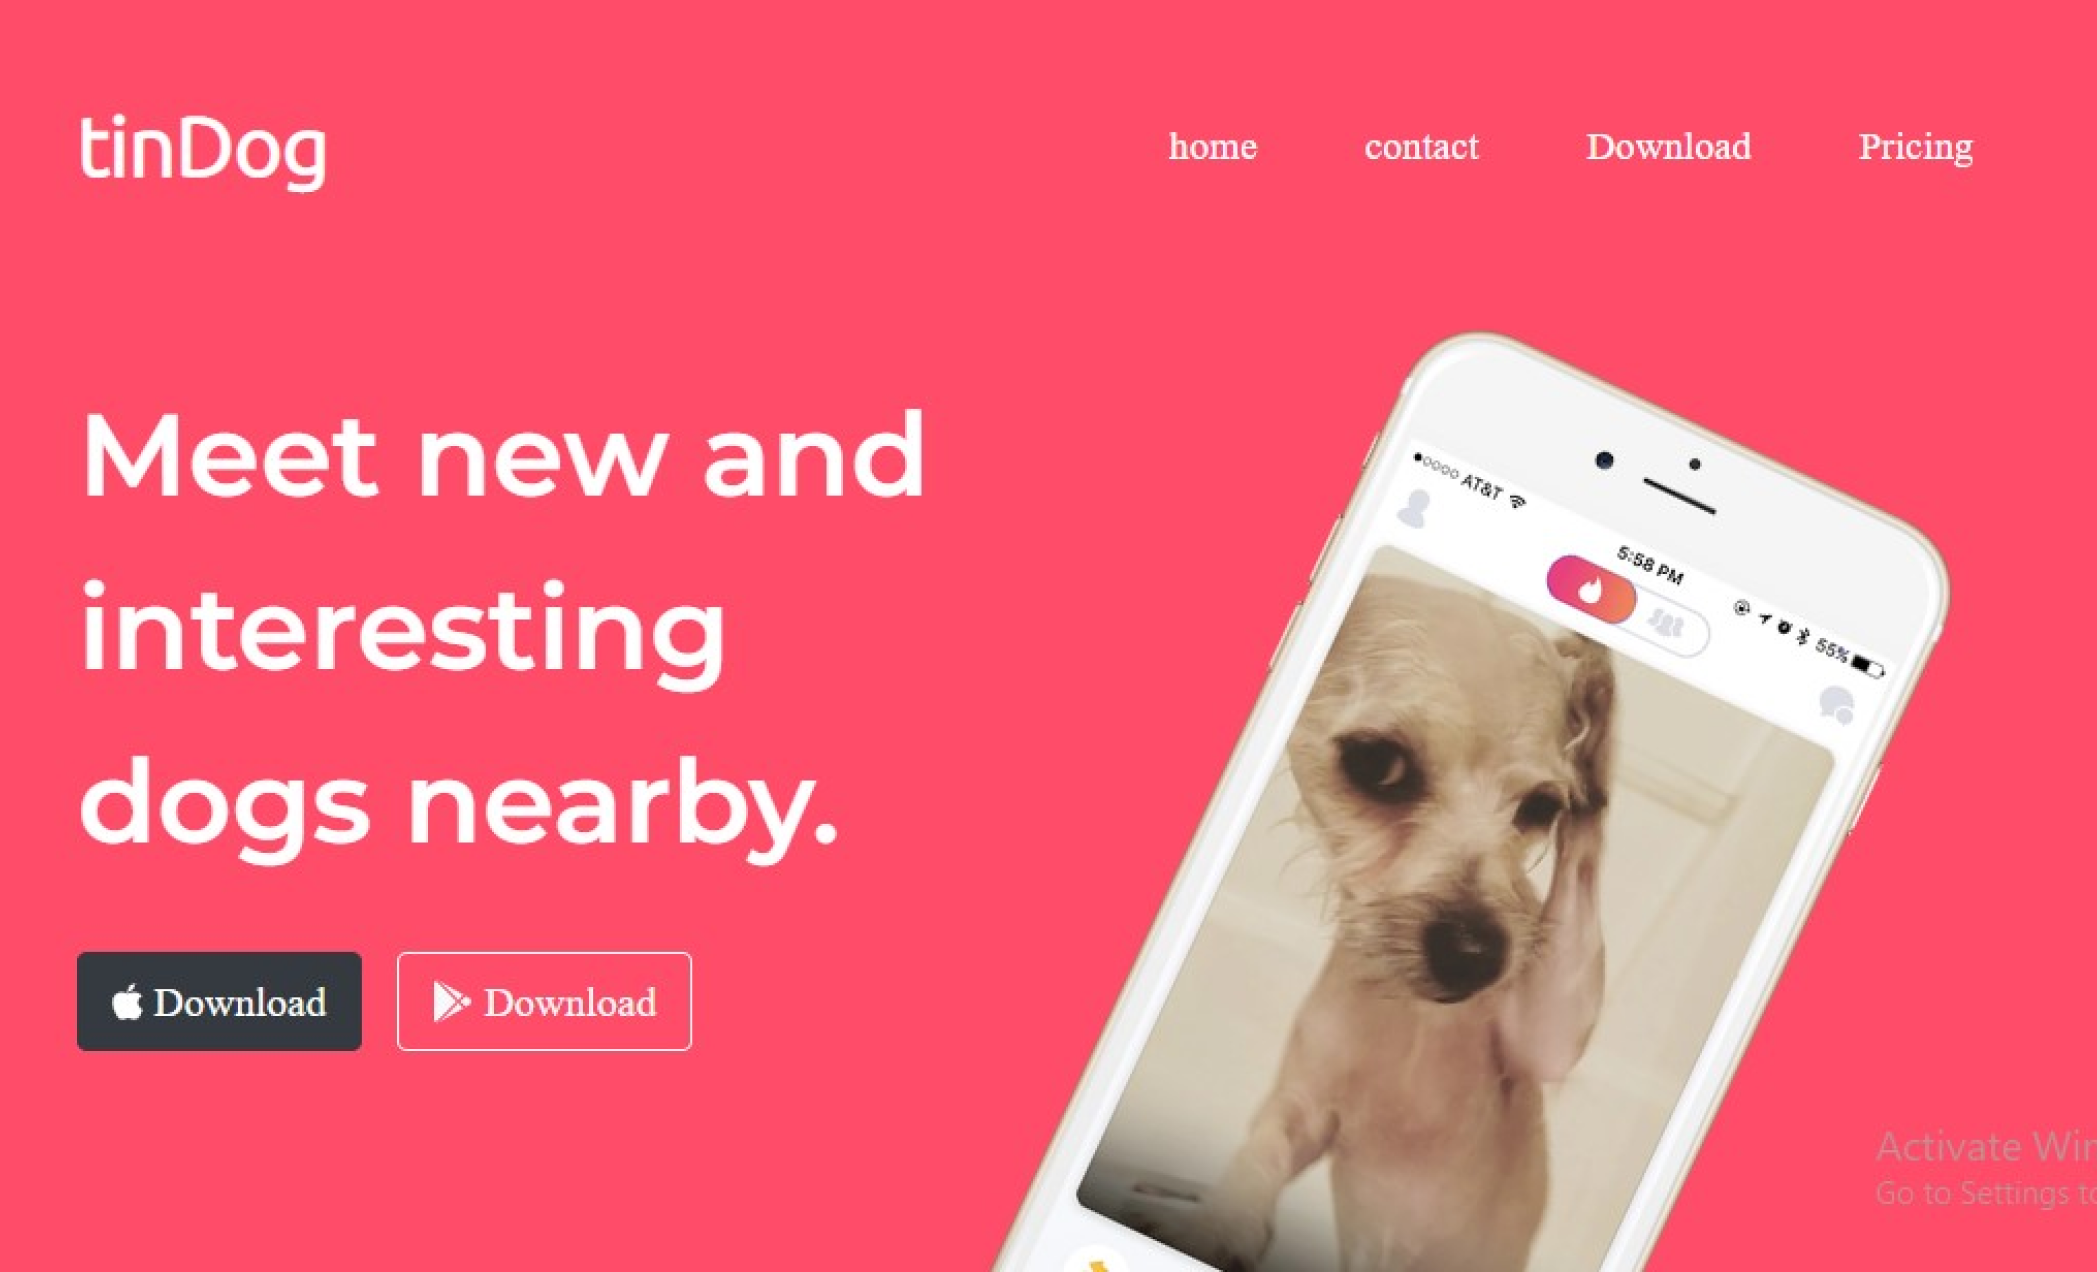 tinDog
home contact Download Pricing
Meet new and
interesting
dogs nearby.
Download
Download
AT&T
5:58 PM
55%
Activate Win
Go to Settings to